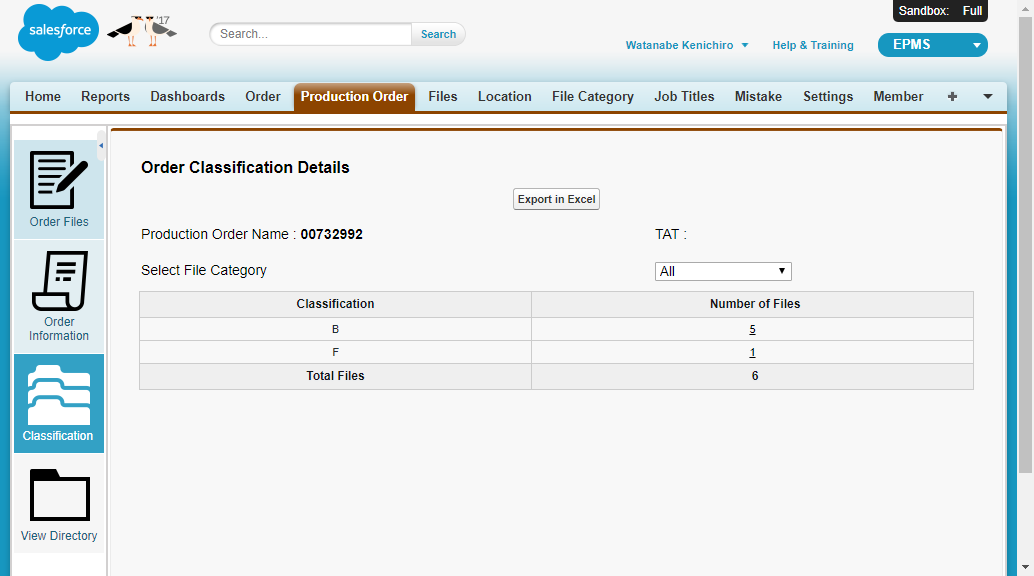 Sandbox: Full
salesforce
'17
Search...
Search
Watanabe Kenichiro
Help & Training
EPMS
Home Reports Dashboards Order Production Order Files Location File Category Job Titles Mistake Settings Member
Order Files
Order Information
Classification
View Directory
Order Classification Details
Export in Excel
Production Order Name : 00732992
TAT :
Select File Category
All
Classification Number of Files
B 5
F 1
Total Files 6